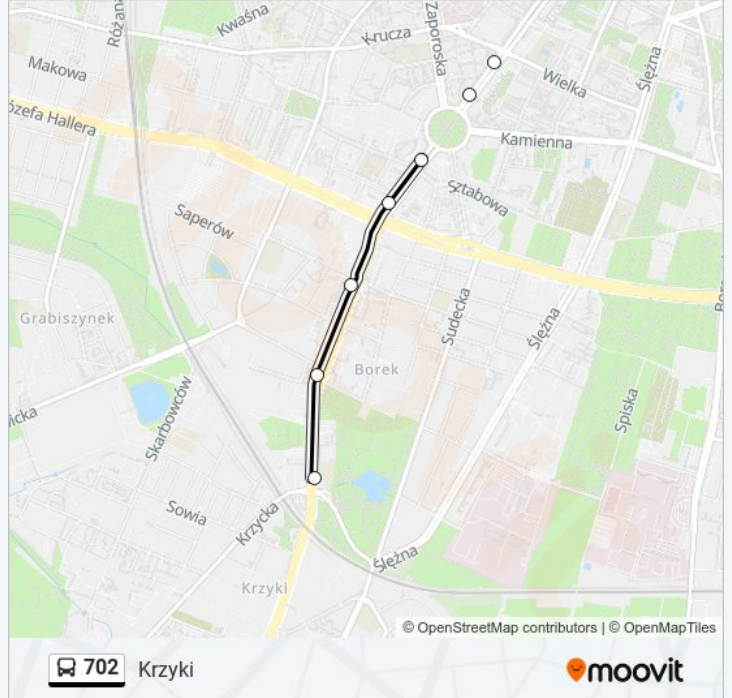 Różana
Kwaśna
Zaporoska
Krucza
Ślężna
Makowa
Wielka
Józefa Hallera
Kamienna
Sztabowa
Saperów
Grabiszynek
Sudecka
Ślężna
Borek
Skarbowców
Spiska
Sowia
Krzycka
Ślężna
Krzyki
© OpenStreetMap contributors | © OpenMapTiles
702 Krzyki
moovit